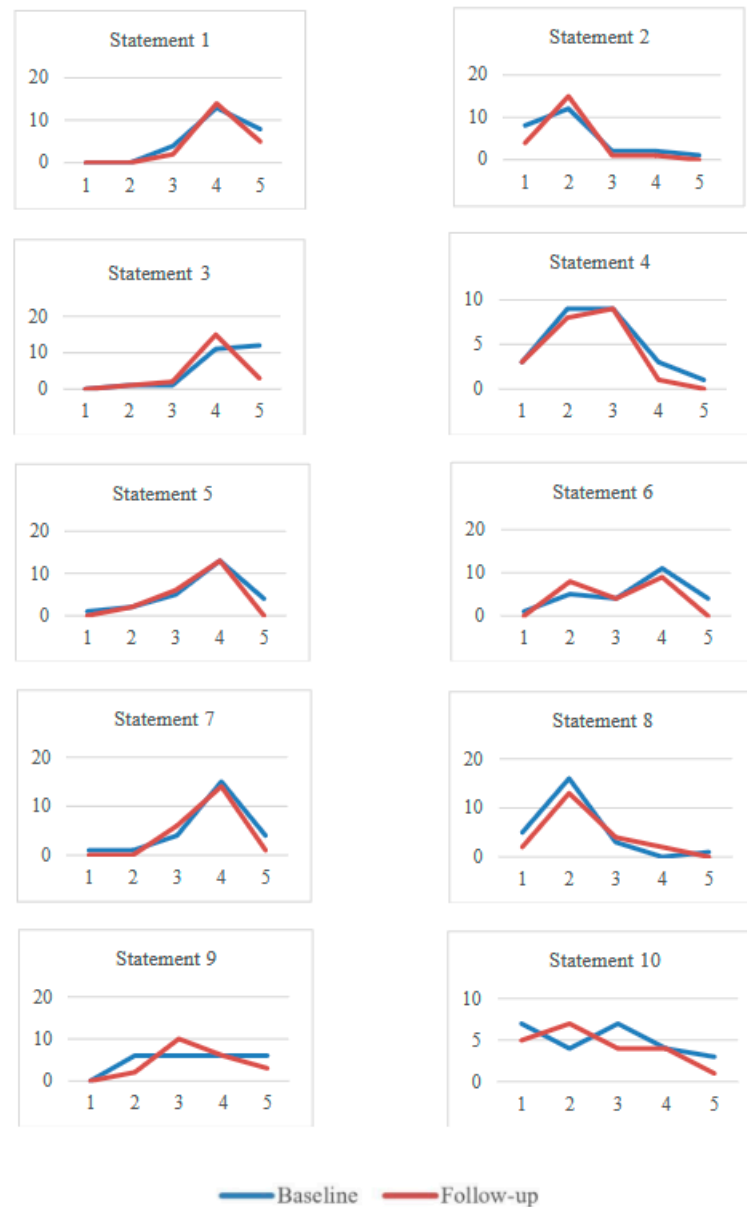 Statement 1
20
10
0
1 2 3 4 5
Statement 2
20
10
0
1 2 3 4 5
Statement 3
20
10
0
1 2 3 4 5
Statement 4
10
5
0
1 2 3 4 5
Statement 5
20
10
0
1 2 3 4 5
Statement 6
20
10
0
1 2 3 4 5
Statement 7
20
10
0
1 2 3 4 5
Statement 8
20
10
0
1 2 3 4 5
Statement 9
20
10
0
1 2 3 4 5
Statement 10
10
5
0
1 2 3 4 5
Baseline Follow-up